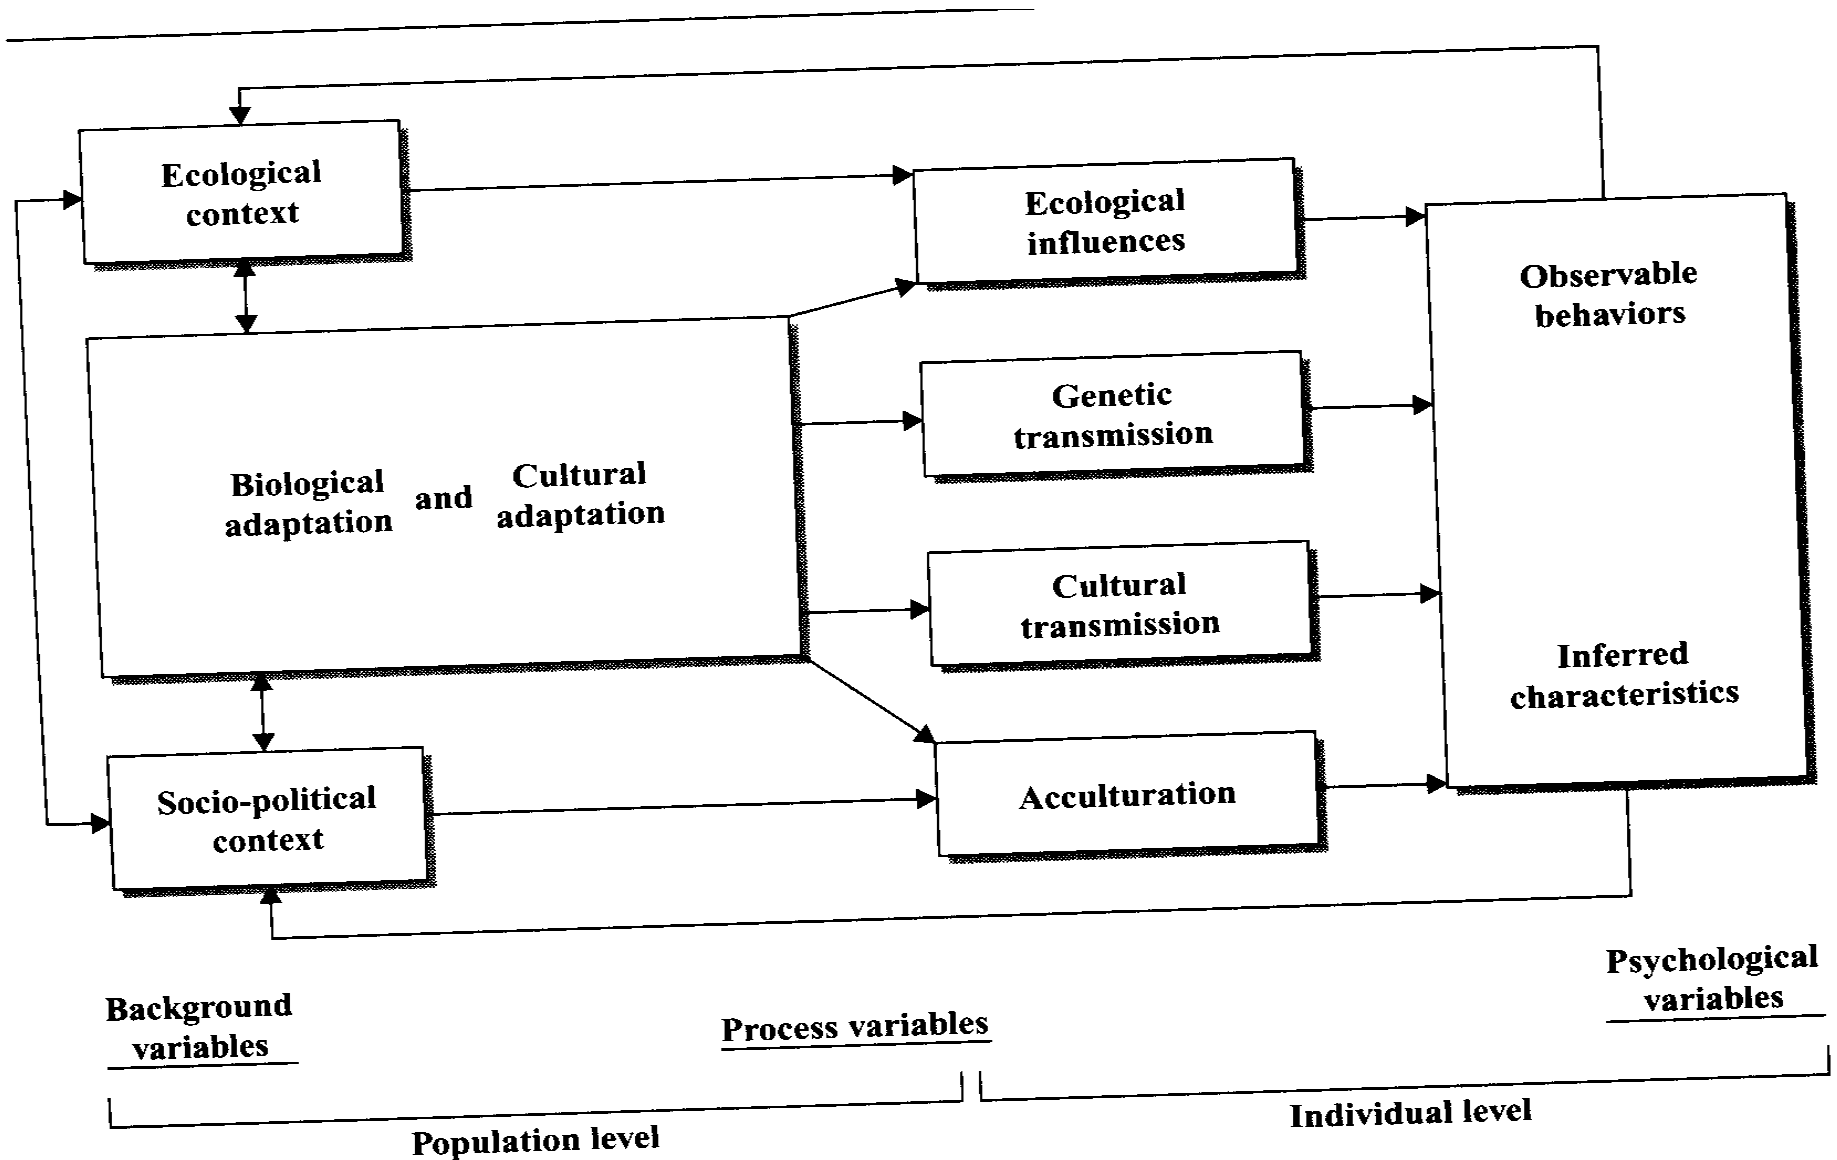 Ecological
context
Ecological
influences
Observable
behaviors
Genetic
transmission
Biological
adaptation
and
Cultural
adaptation
Cultural
transmission
Inferred
characteristics
Socio-political
context
Acculturation
Background
variables
Process variables
Psychological
variables
Population level
Individual level